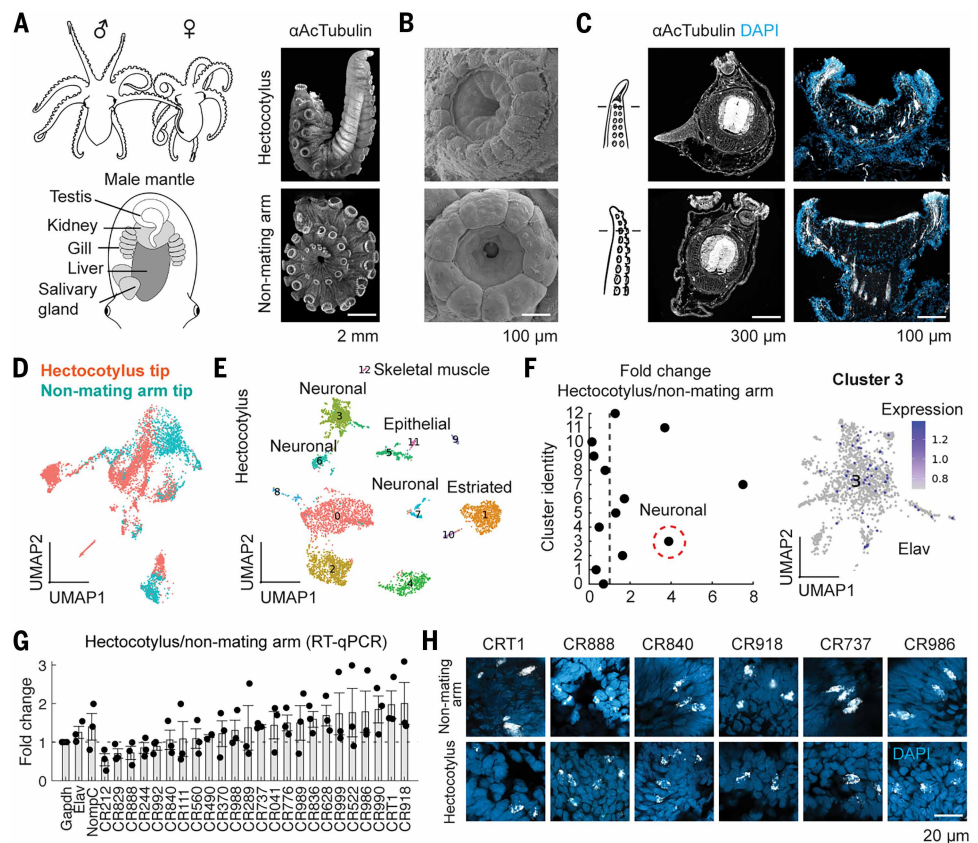 A
♂
♀
αAcTubulin
B
C
αAcTubulin DAPI
Hectocotylus
Non-mating arm
Male mantle
Testis
Kidney
Gill
Liver
Salivary
gland
2 mm
100 µm
300 µm
100 µm
D
Hectocotylus tip
Non-mating arm tip
UMAP2
UMAP1
E
Hectocotylus
12
Skeletal muscle
Neuronal
3
Epithelial
11
9
5
Neuronal
6
8
Neuronal
Estriated
0
7
1
10
2
4
UMAP2
UMAP1
F
Fold change
Hectocotylus/non-mating arm
Cluster identity
12
11
10
9
8
7
6
5
4
3
2
1
0
Neuronal
0 2 4 6 8
Cluster 3
Expression
1.2
1.0
0.8
3
Elav
UMAP2
UMAP1
G
Hectocotylus/non-mating arm (RT-qPCR)
Fold change
3
2
1
0
Gapdh
Elav
NompC
CR212
CR829
CR888
CR244
CR992
CR840
CR111
CR760
CR490
CR370
CR988
CR289
CR737
CR041
CR776
CR989
CR836
CR628
CR999
CR822
CR986
CR990
CRT1
CR918
H
CRT1 CR888 CR840 CR918 CR737 CR986
Non-mating
arm
Hectocotylus
DAPI
20 µm